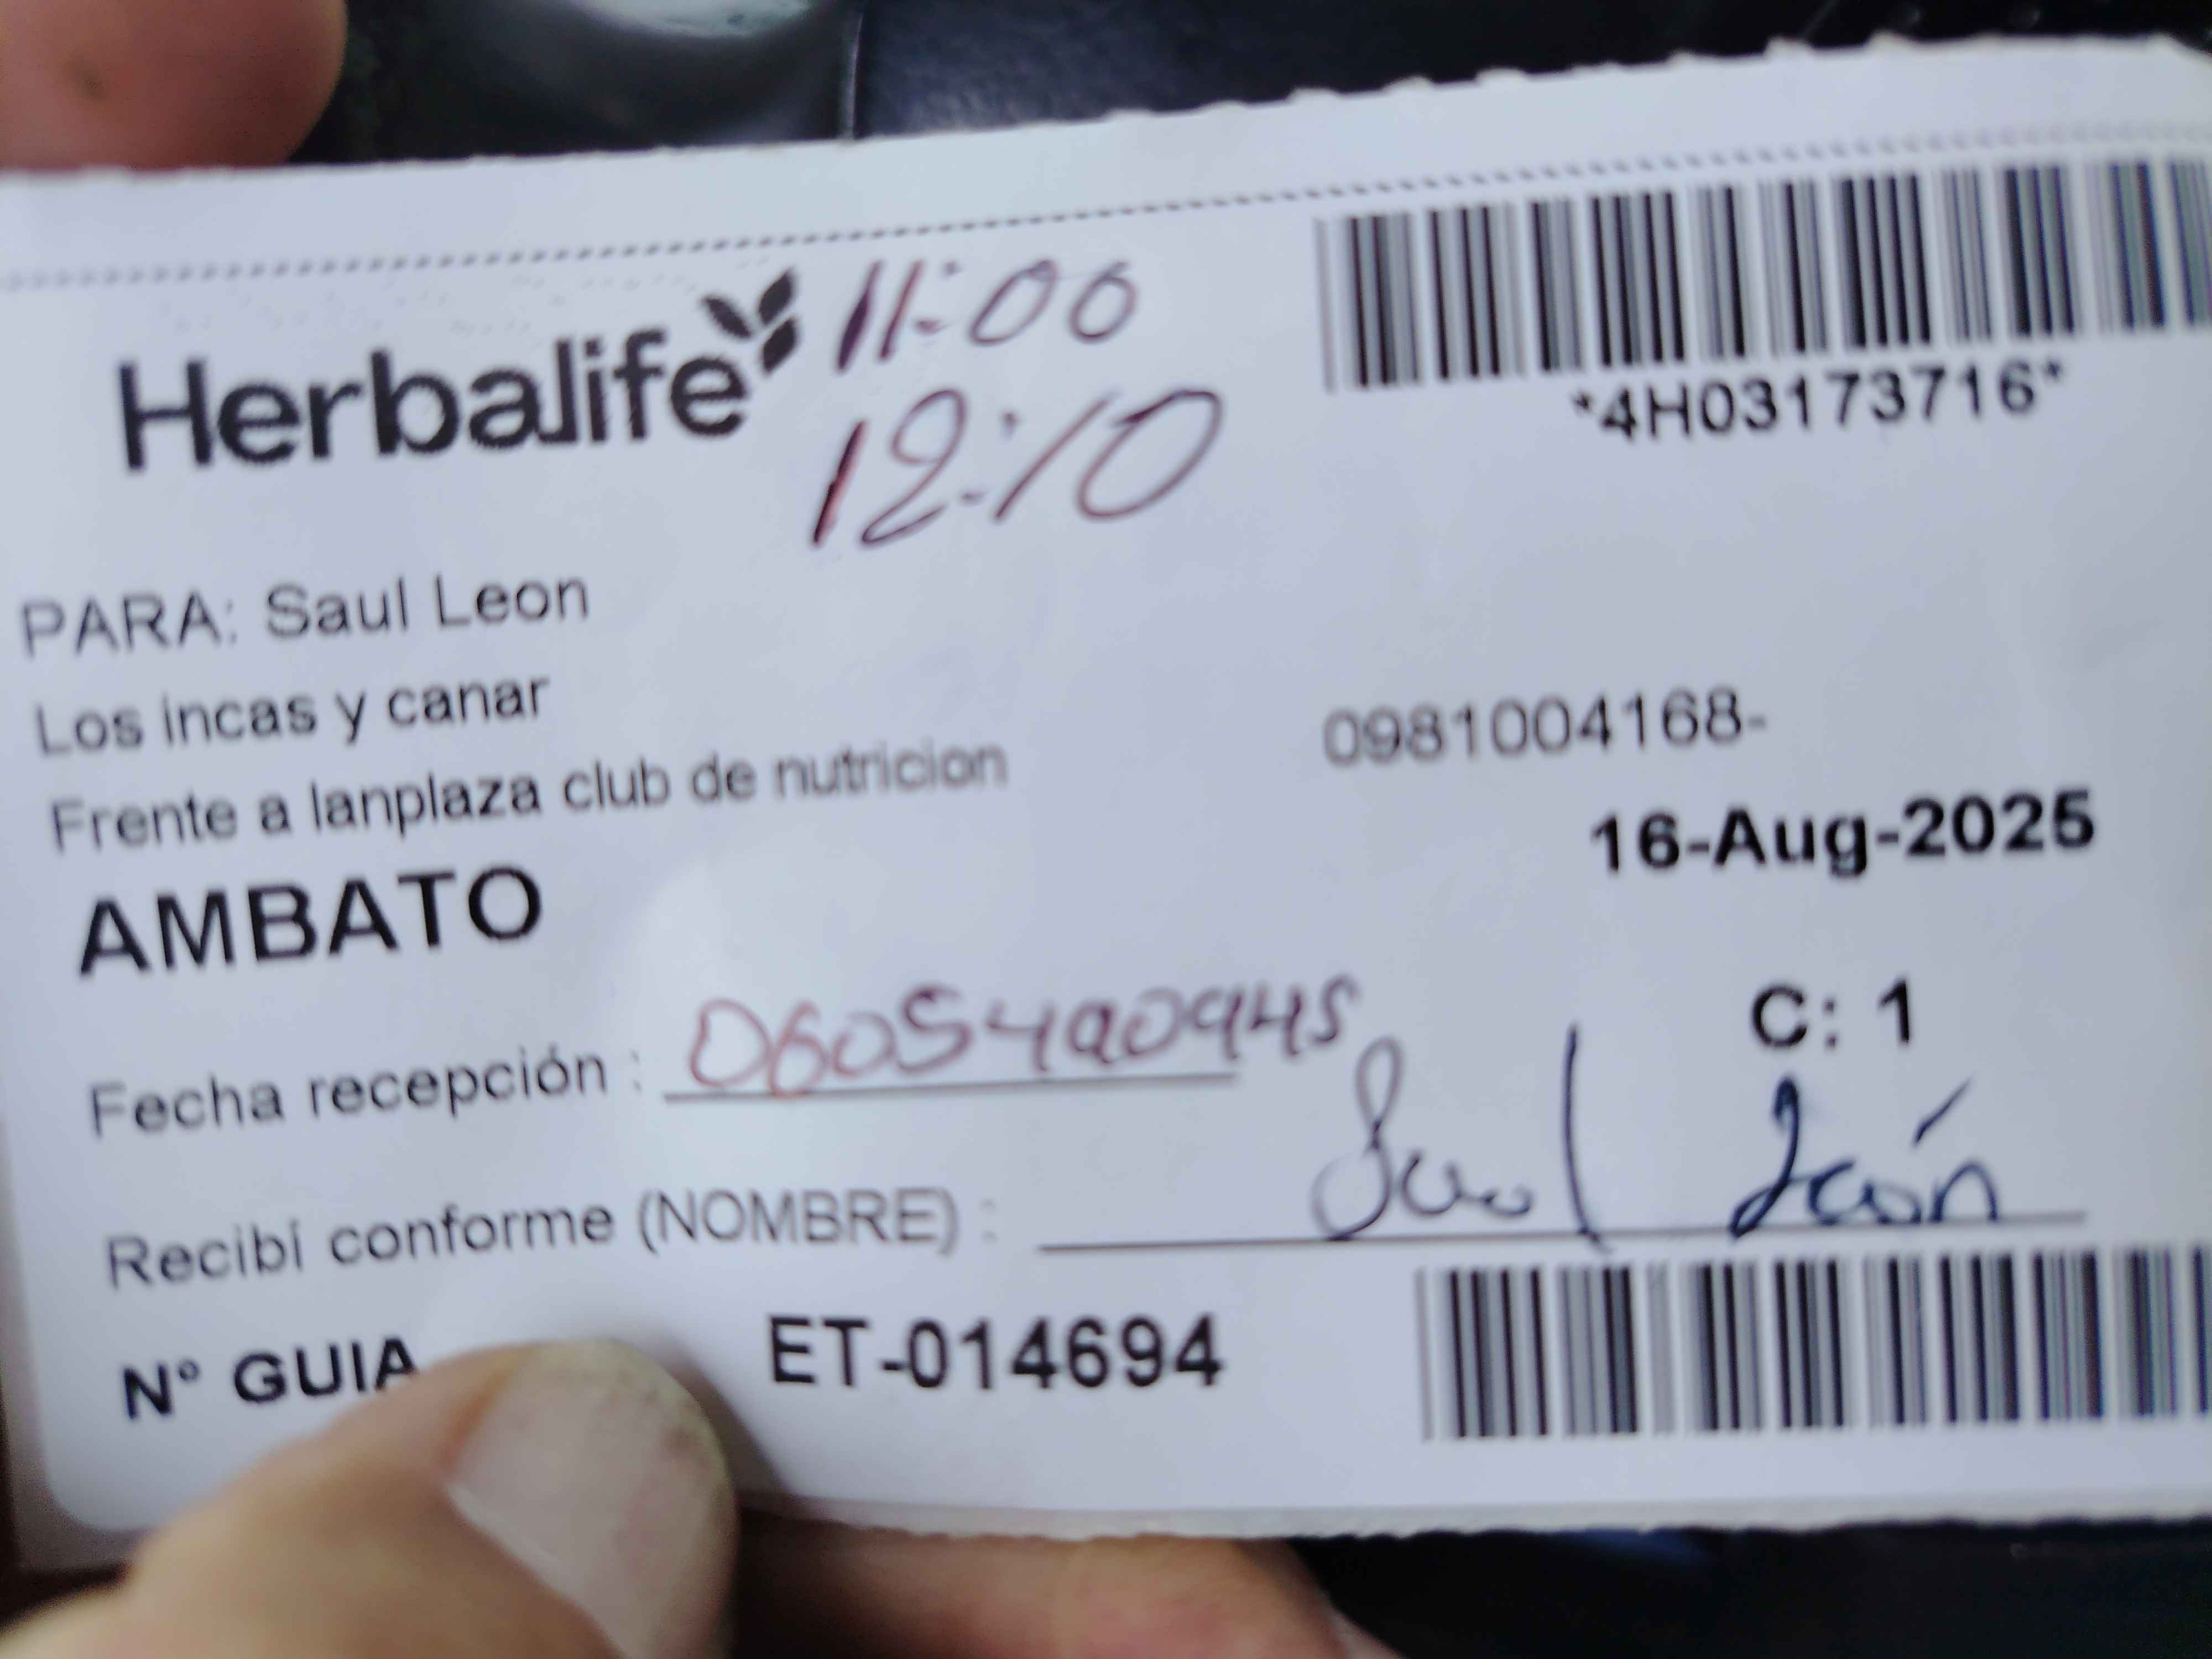 Herbalife 11:00
12:10
*4H03173716*
PARA: Saul Leon
Los incas y canar
0981004168-
Frente a lanplaza club de nutricion
16-Aug-2025
AMBATO
C: 1
Fecha recepción : 0605490945
Recibí conforme (NOMBRE) : Saul León
N° GUIA ET-014694